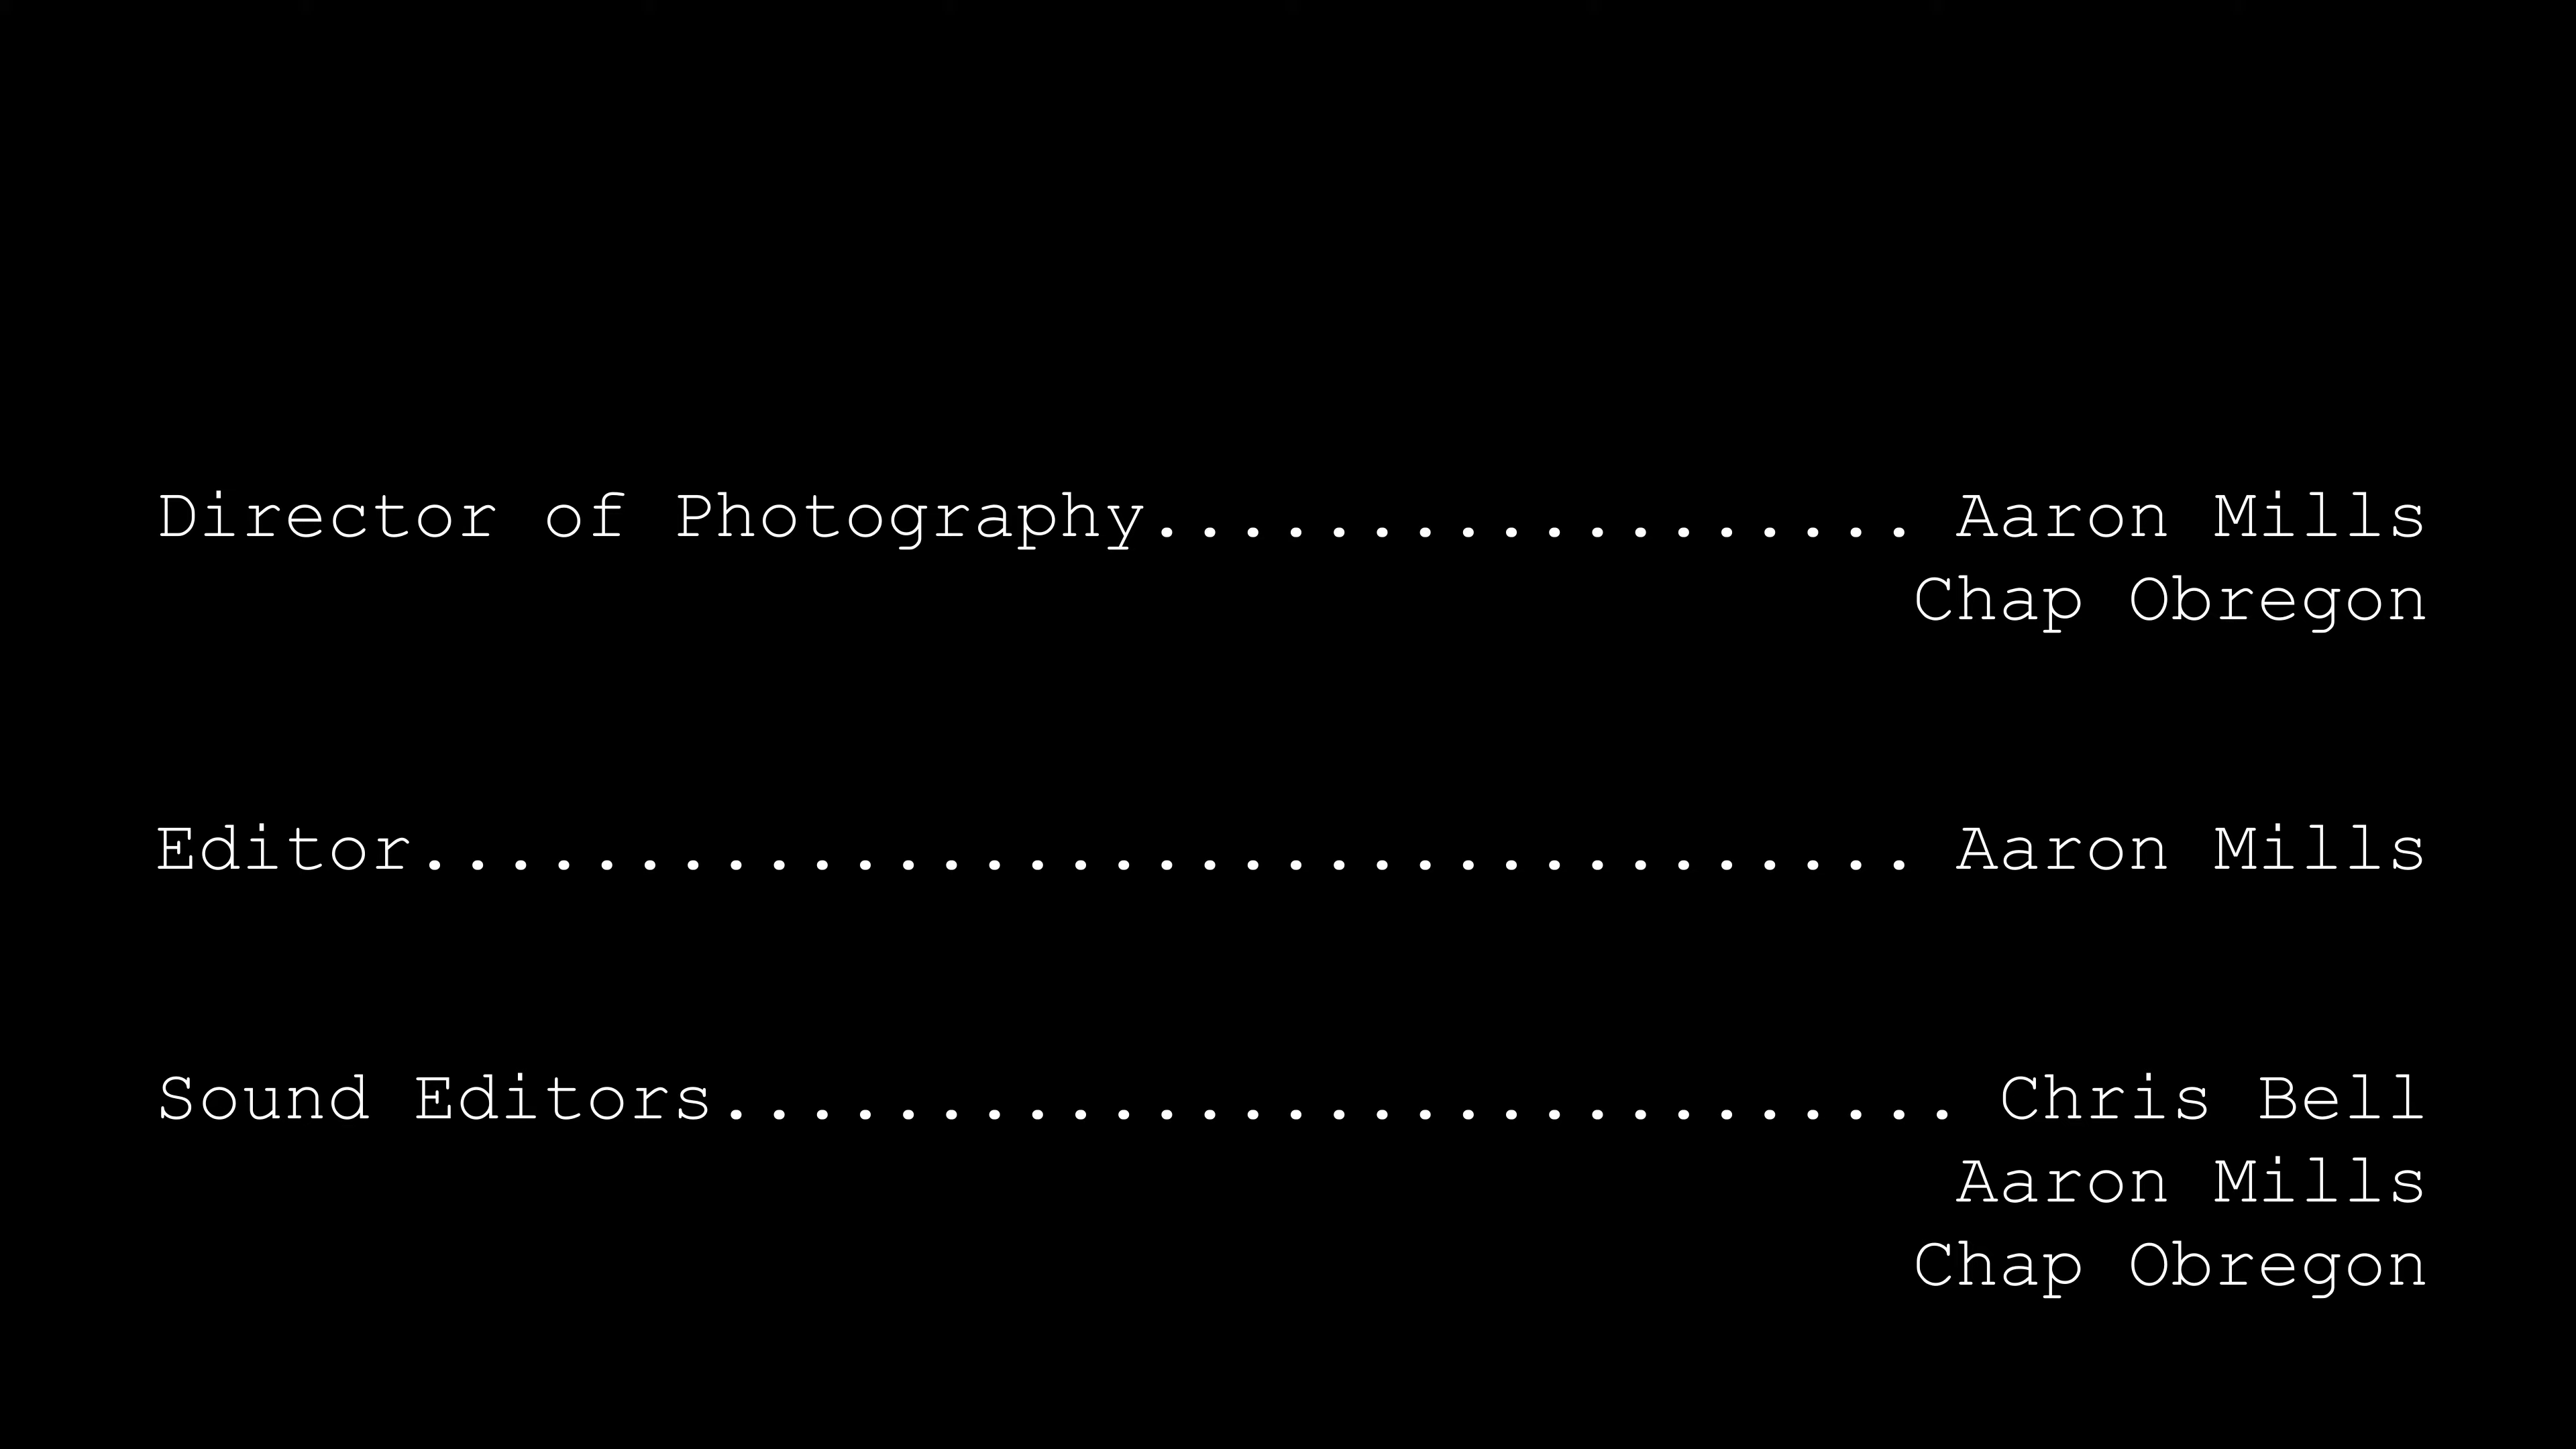 Director of Photography.................. Aaron Mills
Chap Obregon
Editor................................... Aaron Mills
Sound Editors............................. Chris Bell
Aaron Mills
Chap Obregon